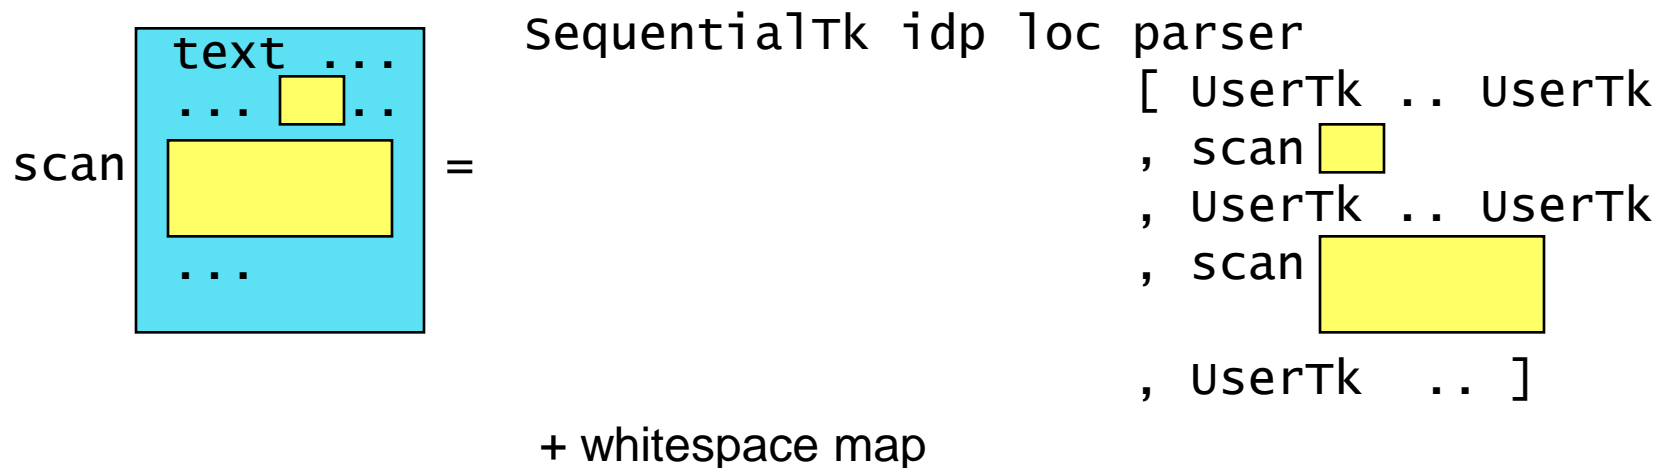 SequentialTk idp loc parser
text ...
... ..
[ UserTk .. UserTk
scan = , scan
, UserTk .. UserTk
... , scan
, UserTk .. ]
+ whitespace map